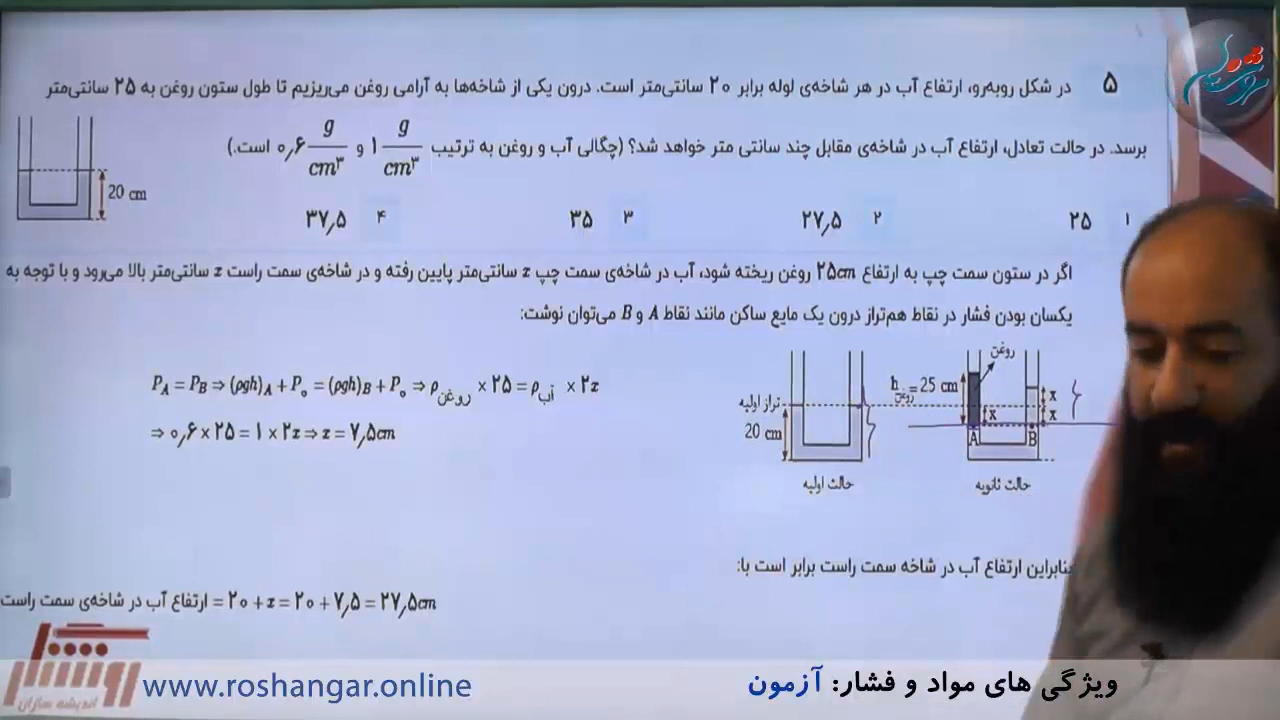 ۵ در شکل روبه‌رو، ارتفاع آب در هر شاخه‌ی لوله برابر ۲۰ سانتی‌متر است. درون یکی از شاخه‌ها به آرامی روغن می‌ریزیم تا طول ستون روغن به ۲۵ سانتی‌متر
برسد. در حالت تعادل، ارتفاع آب در شاخه‌ی مقابل چند سانتی متر خواهد شد؟ (چگالی آب و روغن به ترتیب ۱ g/cm۳ و ۰٫۶ g/cm۳ است.)
20 cm
۱ ۲۵ ۲ ۲۷٫۵ ۳ ۳۵ ۴ ۳۷٫۵
اگر در ستون سمت چپ به ارتفاع ۲۵cm روغن ریخته شود، آب در شاخه‌ی سمت چپ x سانتی‌متر پایین رفته و در شاخه‌ی سمت راست x سانتی‌متر بالا می‌رود و با توجه به
یکسان بودن فشار در نقاط هم‌تراز درون یک مایع ساکن مانند نقاط A و B می‌توان نوشت:
روغن
h روغن = 25 cm
x
x
x
A
B
حالت ثانویه
تراز اولیه
20 cm
حالت اولیه
P_A = P_B ⇒ (ρgh)_A + P_۰ = (ρgh)_B + P_۰ ⇒ ρ_روغن × ۲۵ = ρ_آب × ۲x
⇒ ۰٫۶ × ۲۵ = ۱ × ۲x ⇒ x = ۷٫۵cm
بنابراین ارتفاع آب در شاخه سمت راست برابر است با:
ارتفاع آب در شاخه‌ی سمت راست = ۲۰ + x = ۲۰ + ۷٫۵ = ۲۷٫۵cm
روشنگر
اندیشه سازان
www.roshangar.online
ویژگی های مواد و فشار: آزمون